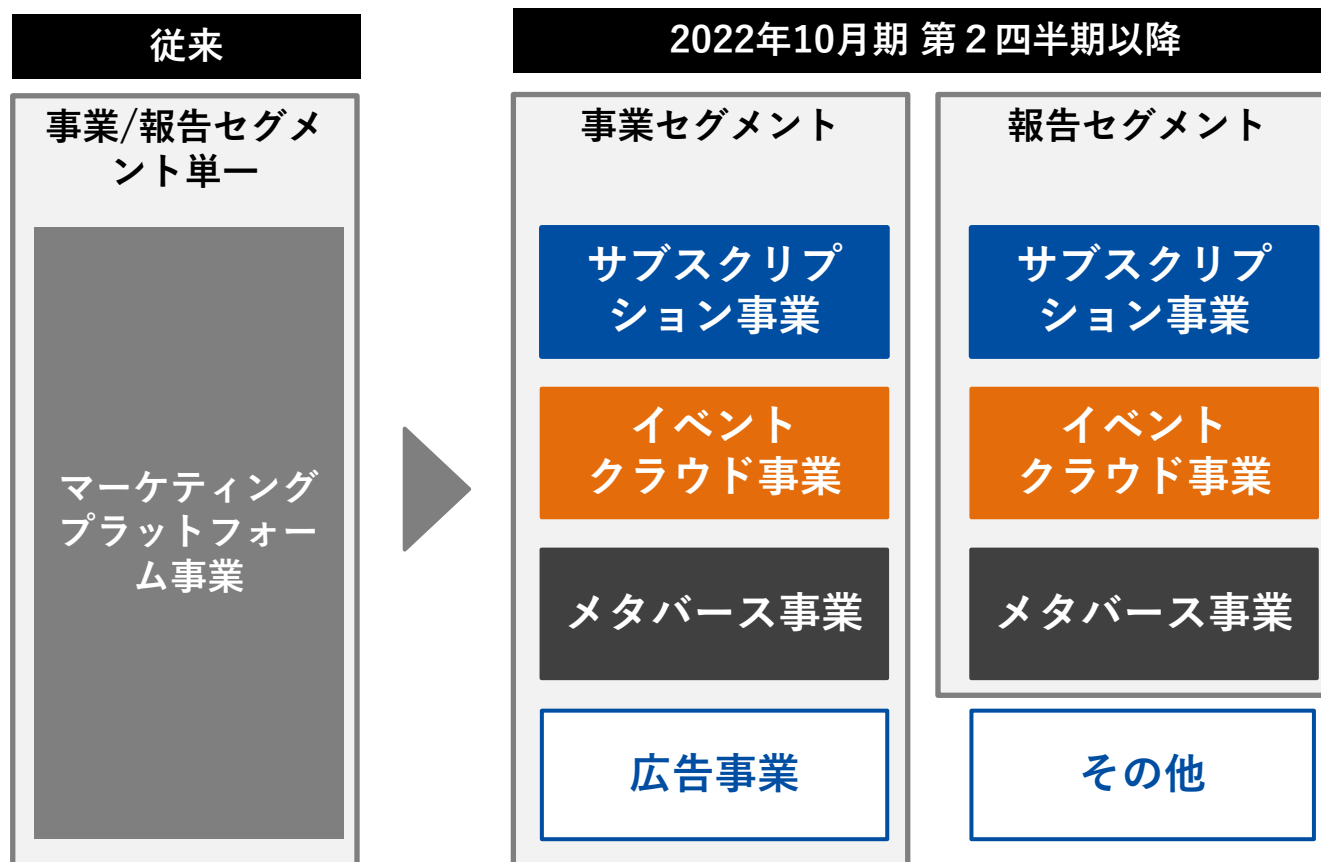 従来
事業/報告セグメ
ント単一
マーケティング
プラットフォー
ム事業
2022年10月期 第２四半期以降
事業セグメント
サブスクリプ
ション事業
イベント
クラウド事業
メタバース事業
広告事業
報告セグメント
サブスクリプ
ション事業
イベント
クラウド事業
メタバース事業
その他